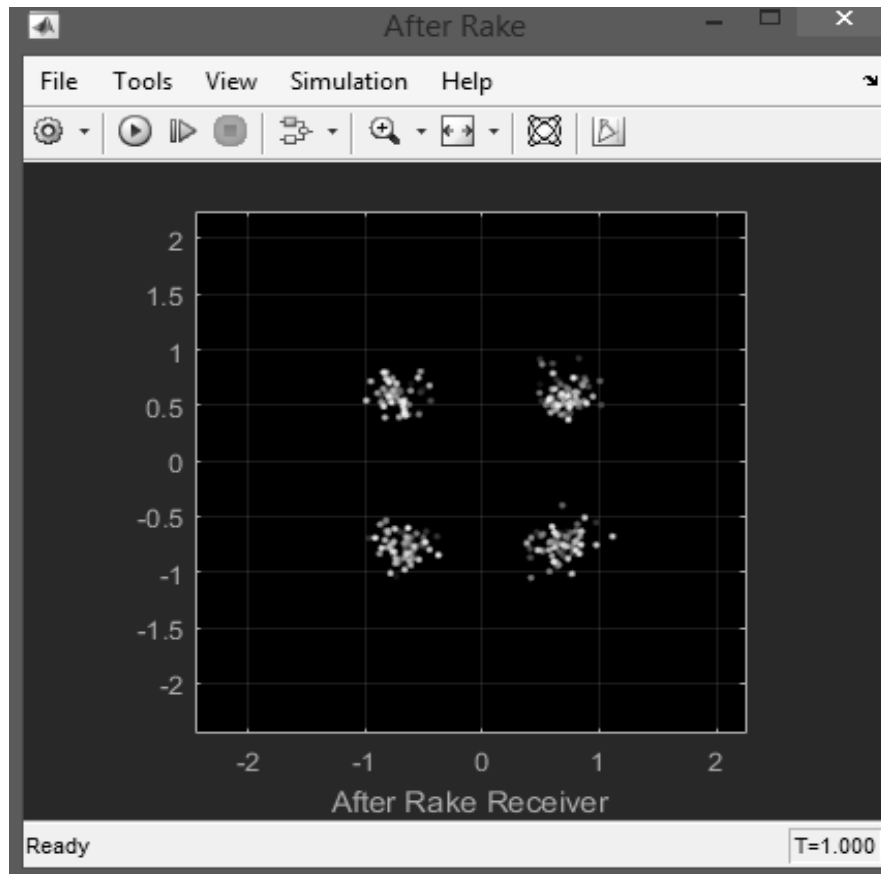 After Rake
File Tools View Simulation Help
2
1.5
1
0.5
0
-0.5
-1
-1.5
-2
-2 -1 0 1 2
After Rake Receiver
Ready T=1.000